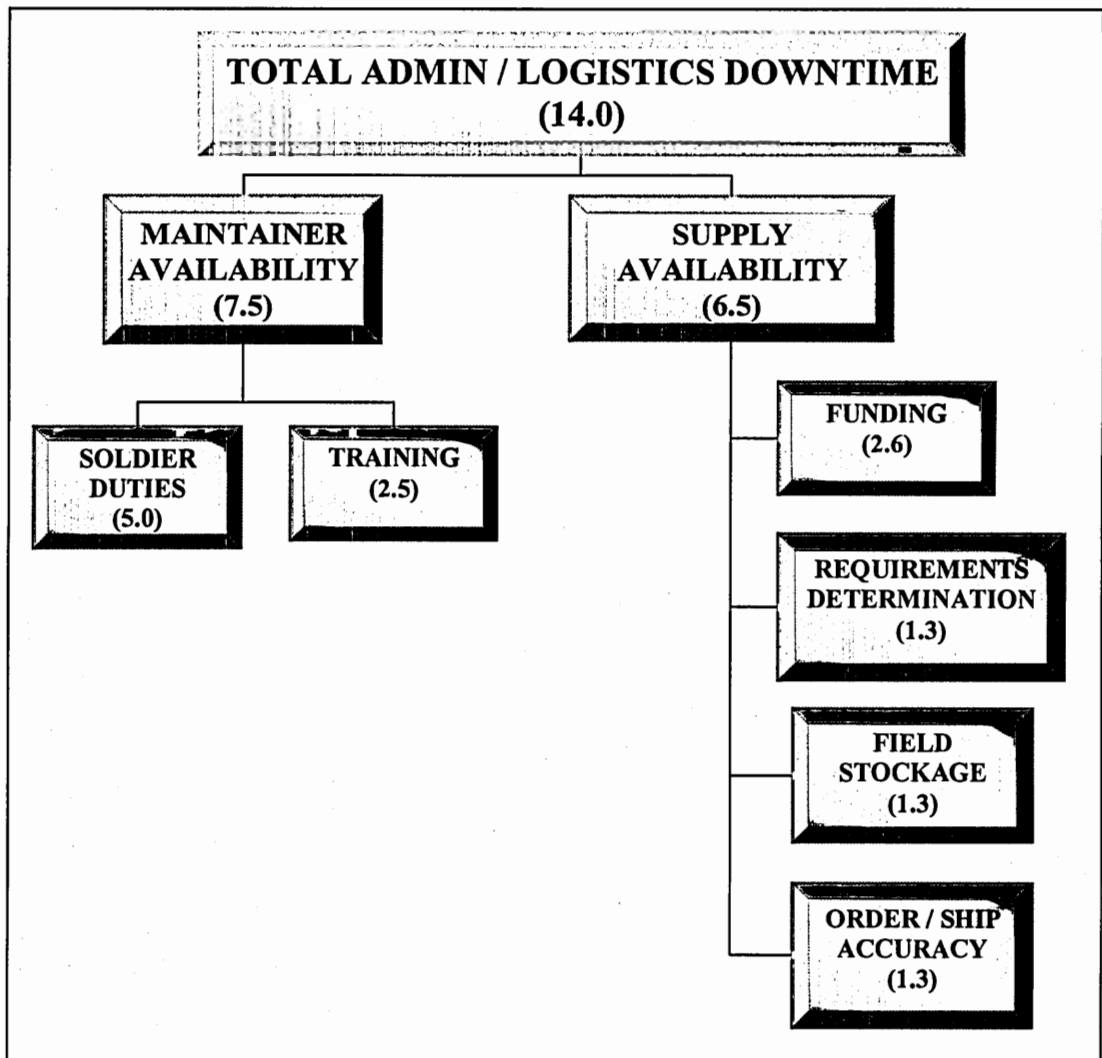 TOTAL ADMIN / LOGISTICS DOWNTIME
(14.0)
MAINTAINER
AVAILABILITY
(7.5)
SUPPLY
AVAILABILITY
(6.5)
SOLDIER
DUTIES
(5.0)
TRAINING
(2.5)
FUNDING
(2.6)
REQUIREMENTS
DETERMINATION
(1.3)
FIELD
STOCKAGE
(1.3)
ORDER / SHIP
ACCURACY
(1.3)